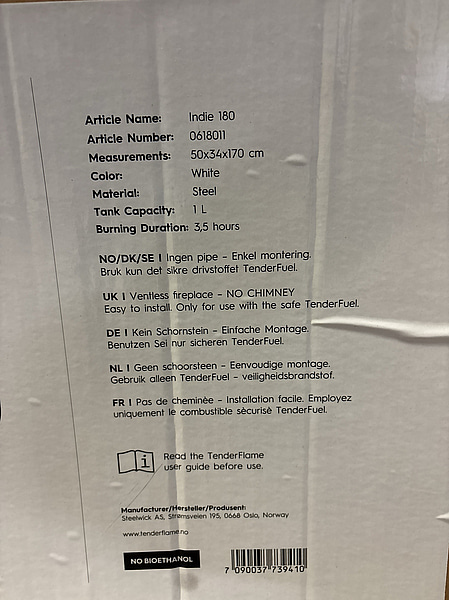 Article Name: Indie 180
Article Number: 0618011
Measurements: 50x34x170 cm
Color: White
Material: Steel
Tank Capacity: 1 L
Burning Duration: 3,5 hours
NO/DK/SE | Ingen pipe – Enkel montering.
Bruk kun det sikre drivstoffet TenderFuel.
UK | Ventless fireplace – NO CHIMNEY
Easy to install. Only for use with the safe TenderFuel.
DE | Kein Schornstein – Einfache Montage.
Benutzen Sei nur sicheren TenderFuel.
NL | Geen schoorsteen – Eenvoudige montage.
Gebruik alleen TenderFuel – veiligheidsbrandstof.
FR | Pas de cheminèe – Installation facile. Employez
uniquement le combustible sècurisè TenderFuel.
i
Read the TenderFlame
user guide before use.
Manufacturer/Hersteller/Produsent:
Steelwick AS, Strømsveien 195, 0668 Oslo, Norway
www.tenderflame.no
NO BIOETHANOL
7 090037 739410